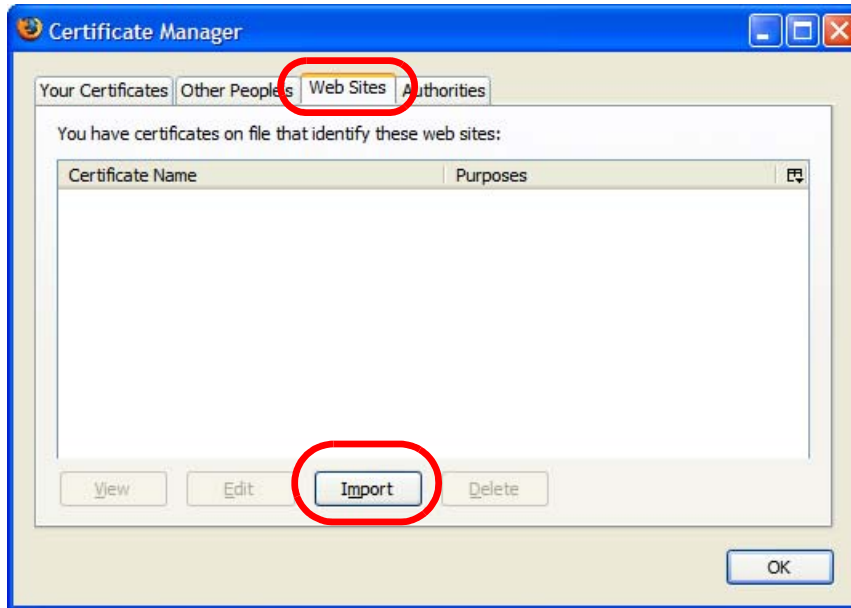 Certificate Manager
Your Certificates Other People's Web Sites Authorities
You have certificates on file that identify these web sites:
Certificate Name Purposes
View Edit Import Delete
OK